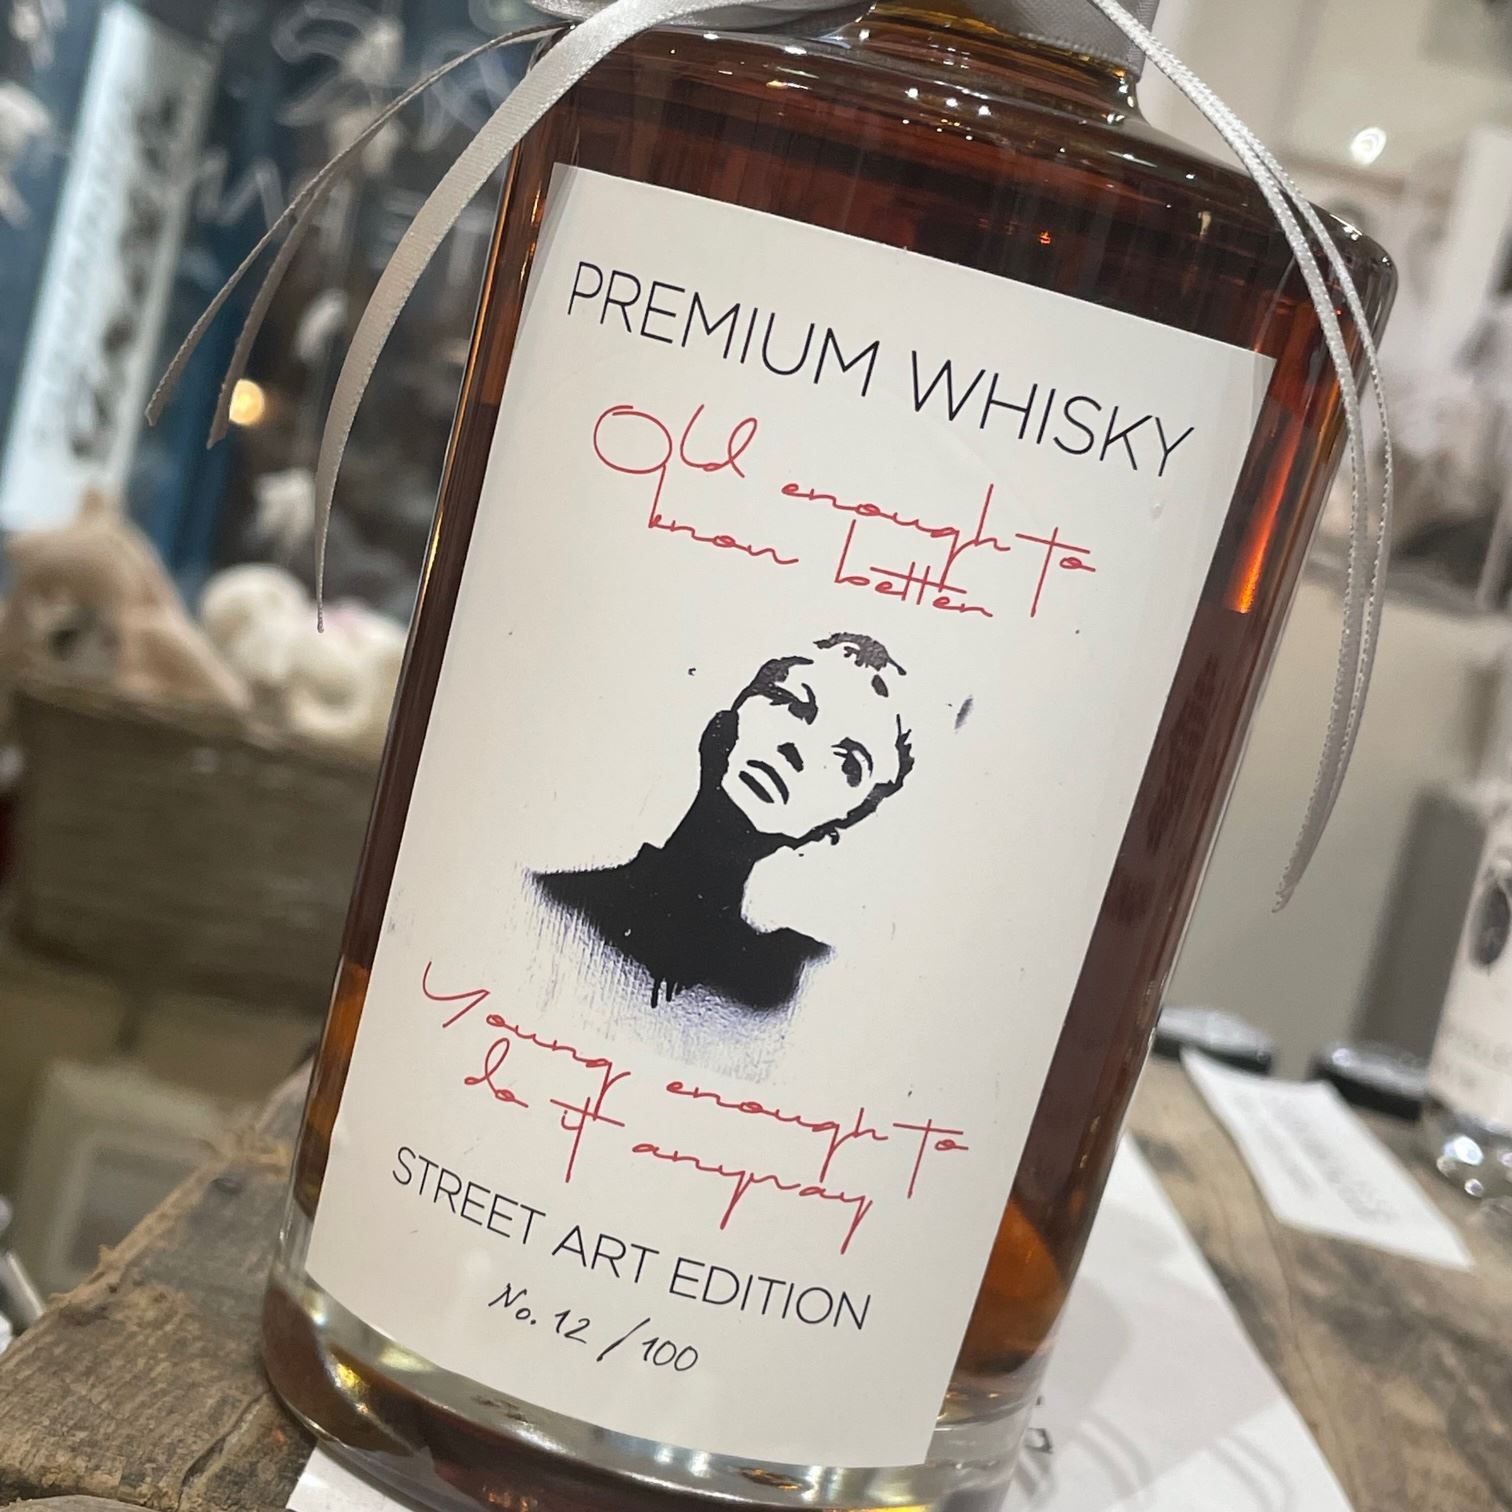 PREMIUM WHISKY
Old enough to
know better
Young enough to
do it anyway
STREET ART EDITION
No. 12 / 100